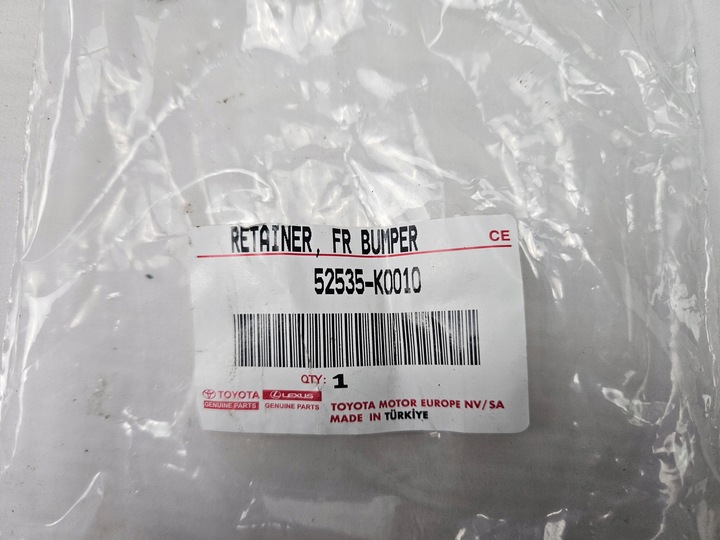 RETAINER, FR BUMPER CE
52535-K0010
QTY: 1
TOYOTA LEXUS
GENUINE PARTS GENUINE PARTS
TOYOTA MOTOR EUROPE NV/SA
MADE IN TÜRKİYE